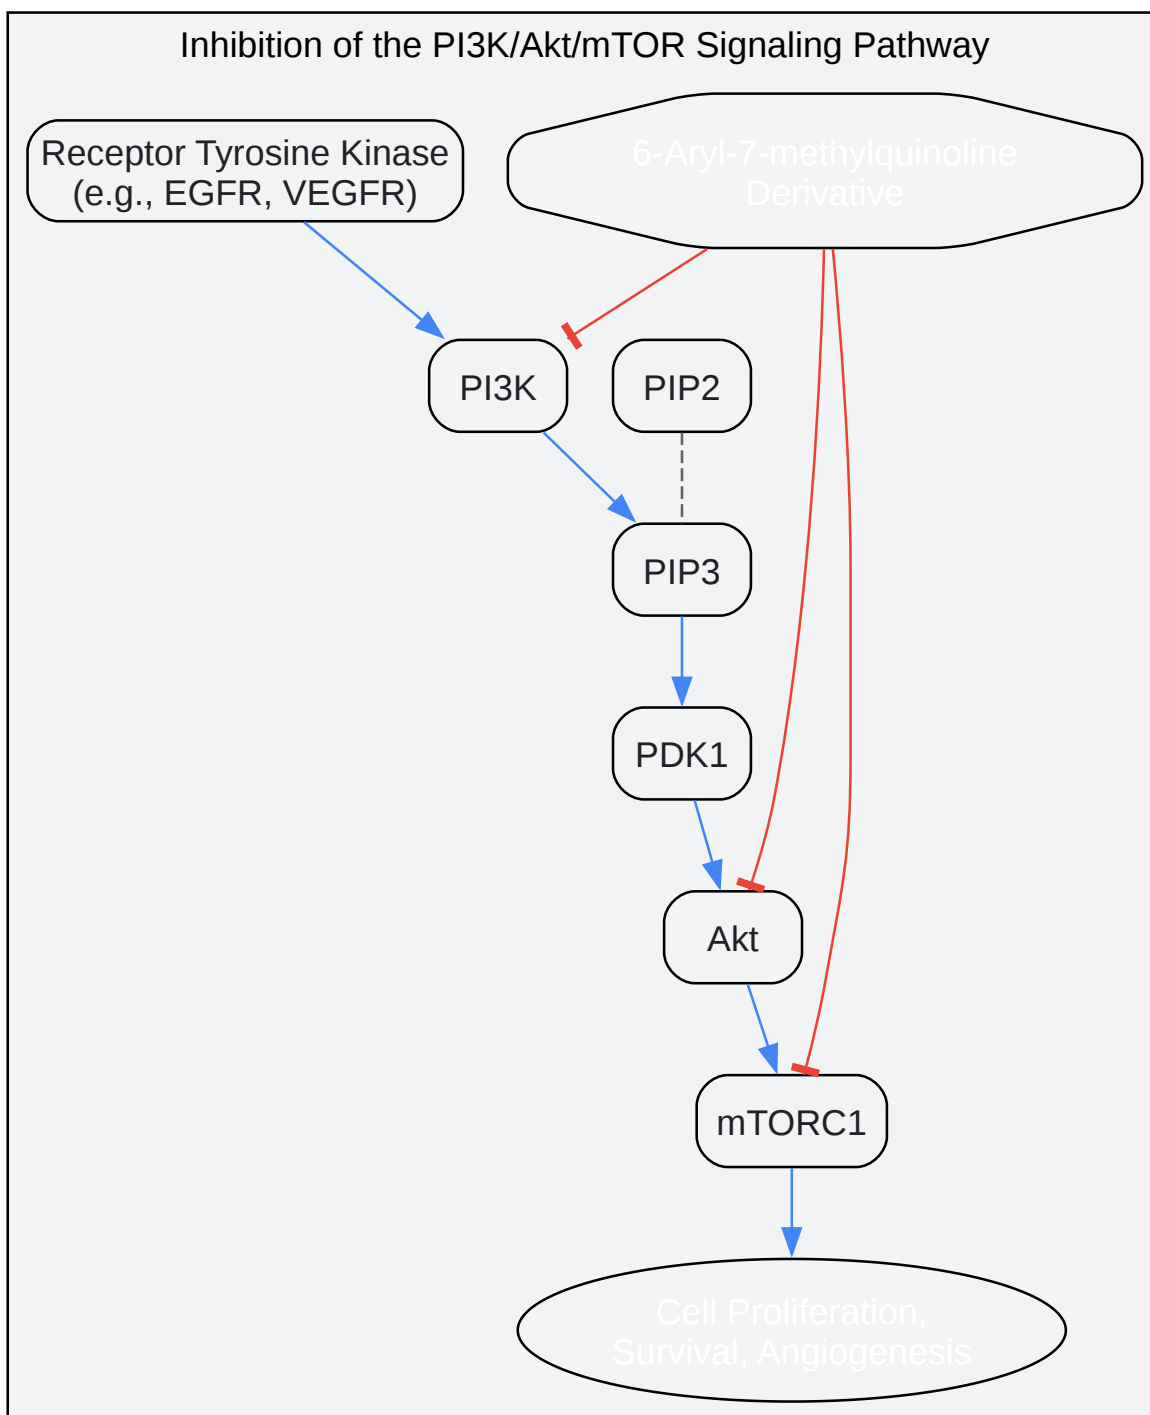 Inhibition of the PI3K/Akt/mTOR Signaling Pathway
Receptor Tyrosine Kinase
(e.g., EGFR, VEGFR)
6-Aryl-7-methylquinoline
Derivative
PI3K
PIP2
PIP3
PDK1
Akt
mTORC1
Cell Proliferation,
Survival, Angiogenesis